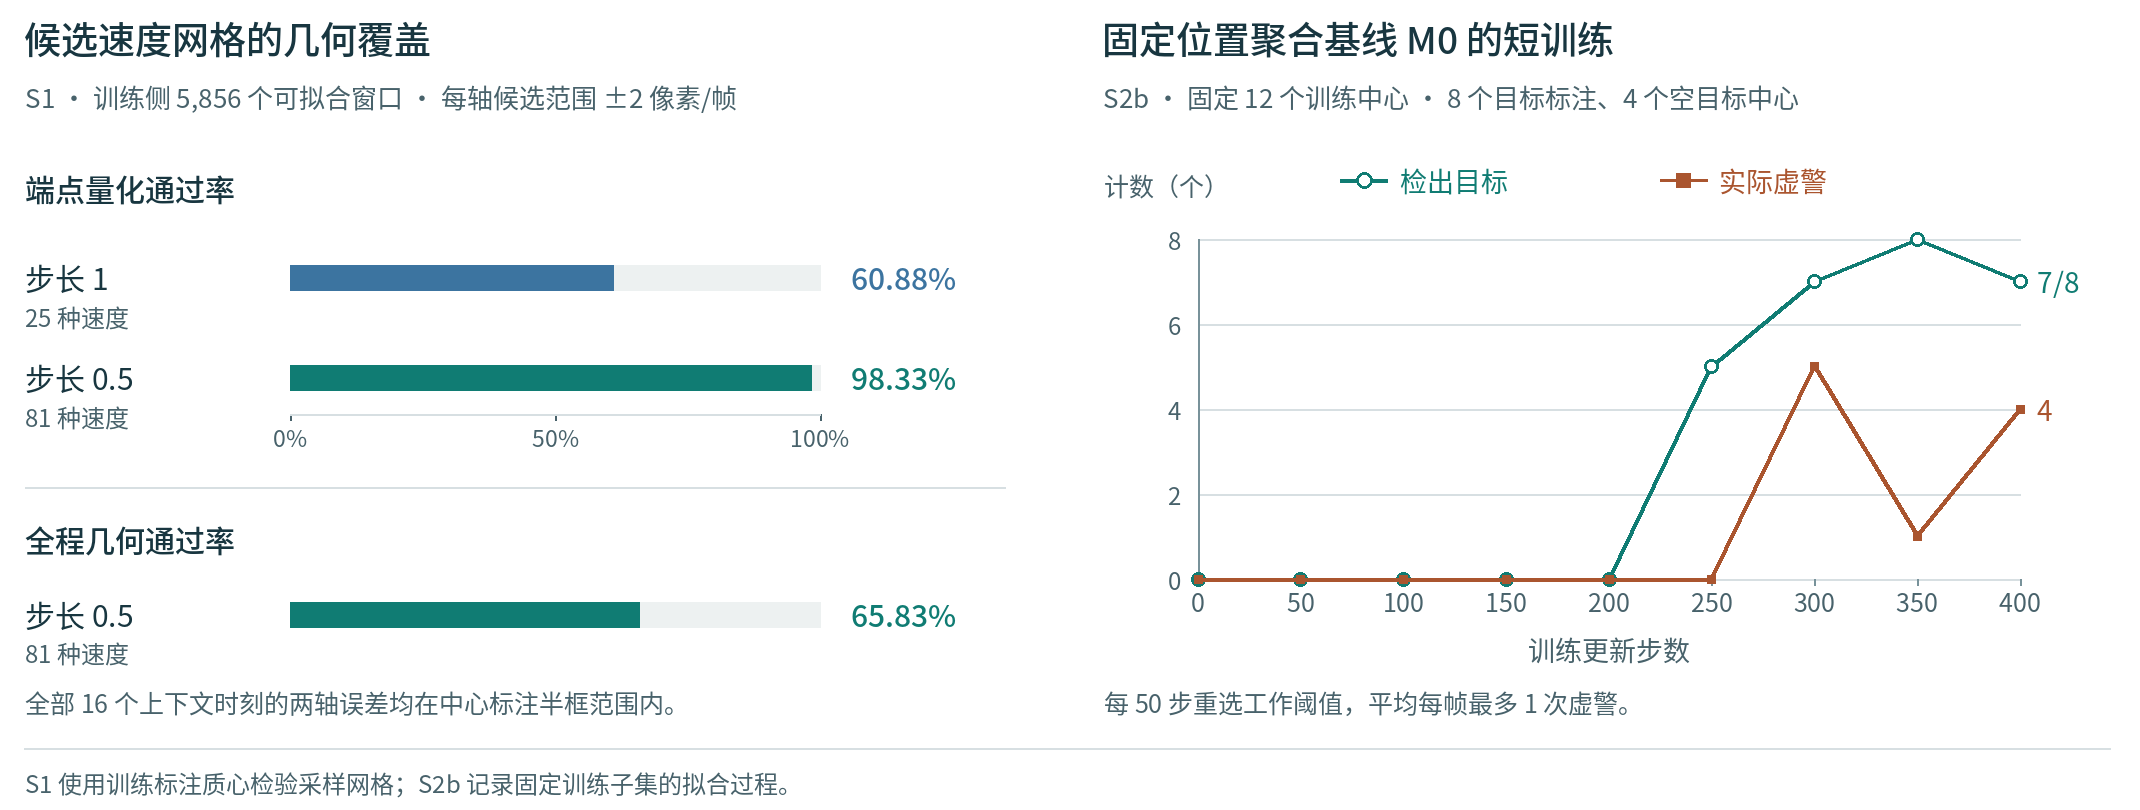 候选速度网格的几何覆盖
S1 · 训练侧 5,856 个可拟合窗口 · 每轴候选范围 ±2 像素/帧
端点量化通过率
步长 1
25 种速度
60.88%
步长 0.5
81 种速度
98.33%
0% 50% 100%
全程几何通过率
步长 0.5
81 种速度
65.83%
全部 16 个上下文时刻的两轴误差均在中心标注半框范围内。
固定位置聚合基线 M0 的短训练
S2b · 固定 12 个训练中心 · 8 个目标标注、4 个空目标中心
计数（个） 检出目标 实际虚警
8
6
4
2
0
7/8
4
0 50 100 150 200 250 300 350 400
训练更新步数
每 50 步重选工作阈值，平均每帧最多 1 次虚警。
S1 使用训练标注质心检验采样网格；S2b 记录固定训练子集的拟合过程。